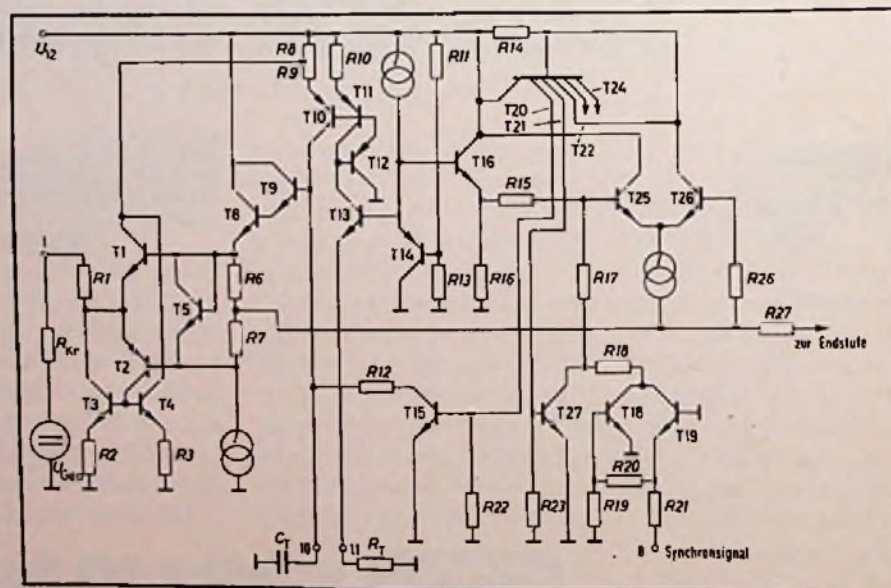 U12
R8
R9
R10
T11
T10
T12
T13
R11
T14
R13
T16
R14
T20
T21
T22
T24
R15
R16
T25
T26
R17
R26
R27
zur Endstufe
1
R1
RKr
T1
T2
T3
T4
R2
R3
T5
T8
T9
R6
R7
R12
T15
R22
R23
T27
R18
T18
T19
R20
R19
R21
CT
10
11
RT
8
Synchronsignal